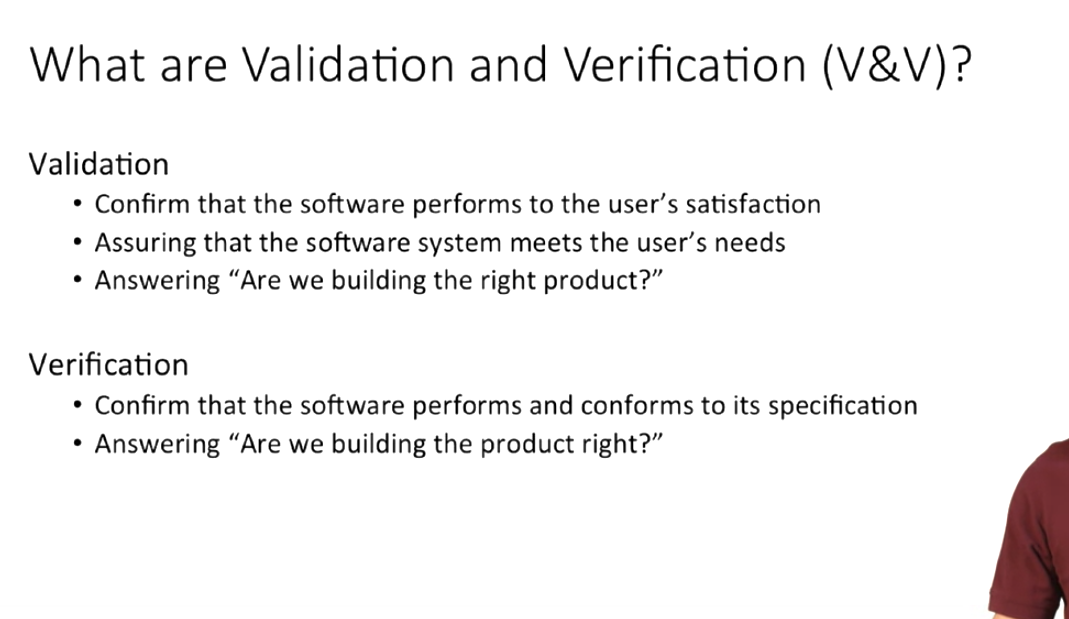 What are Validation and Verification (V&V)?
Validation
• Confirm that the software performs to the user’s satisfaction
• Assuring that the software system meets the user’s needs
• Answering “Are we building the right product?”
Verification
• Confirm that the software performs and conforms to its specification
• Answering “Are we building the product right?”